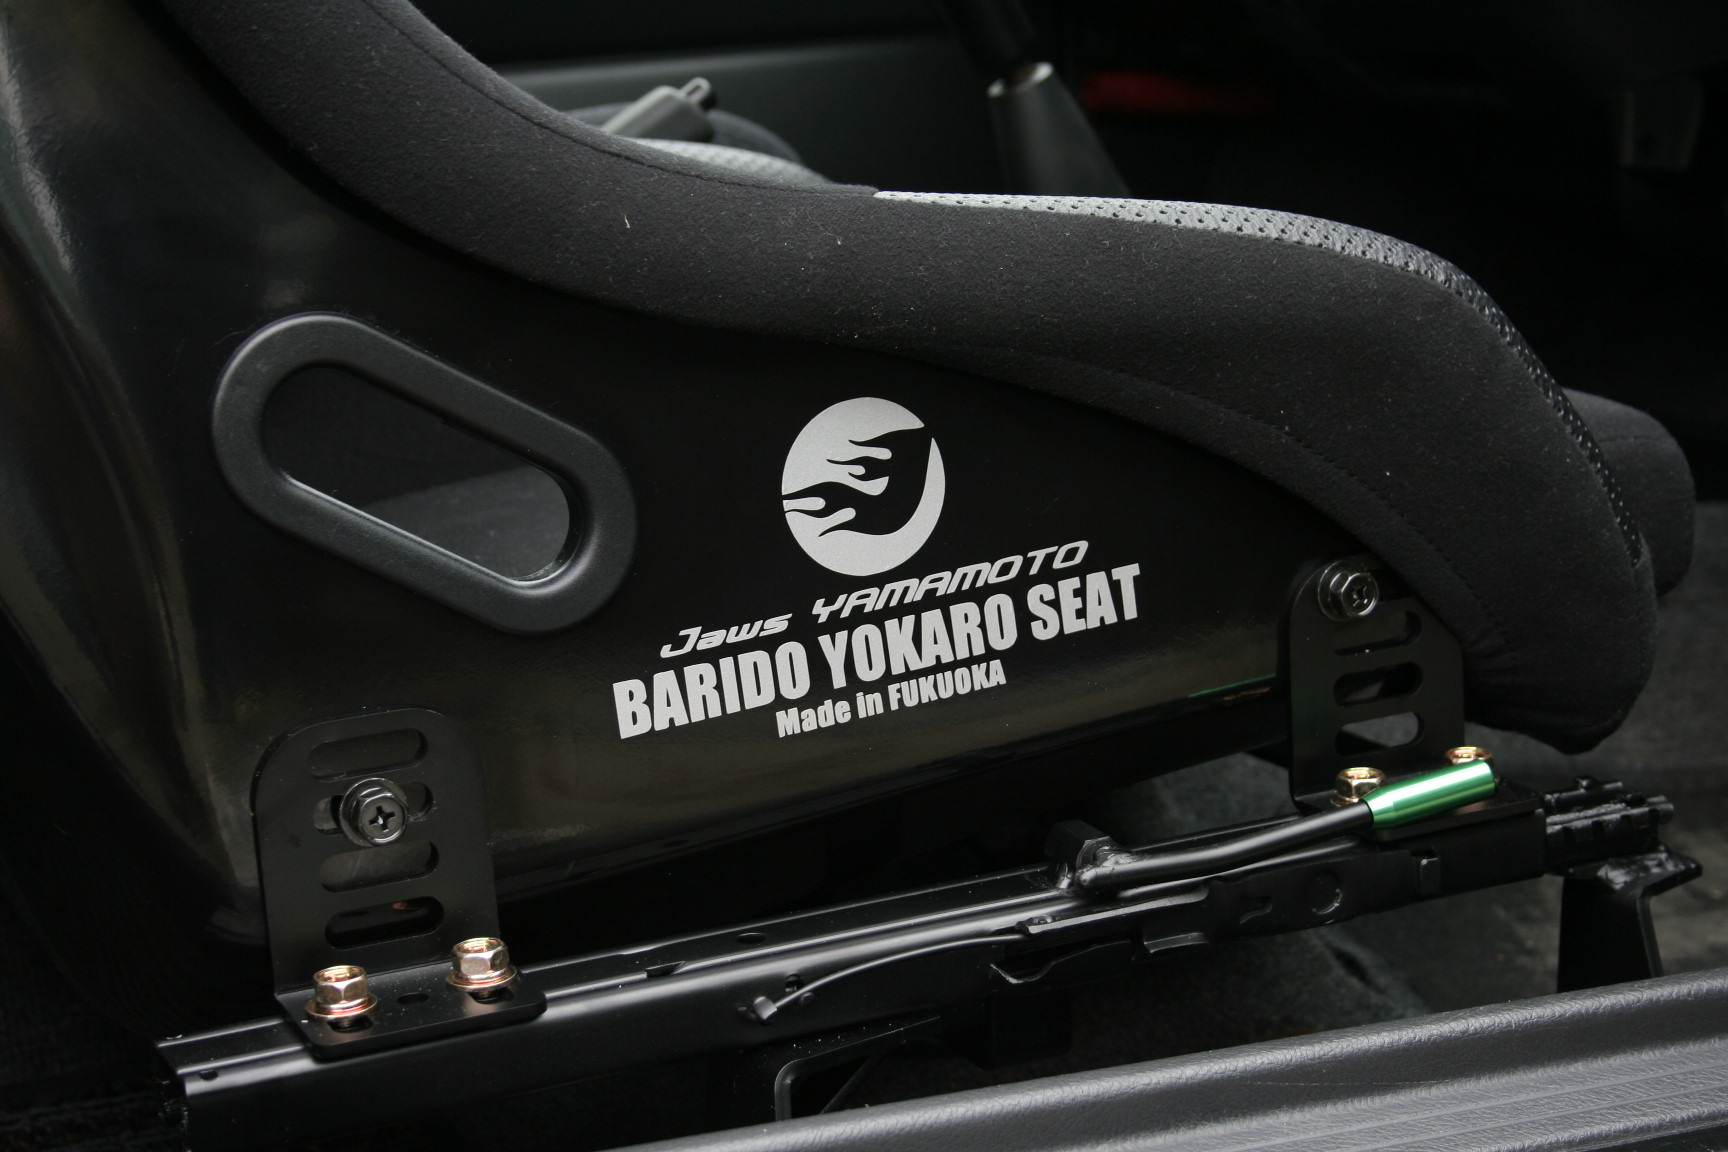 Jaws YAMAMOTO
BARIDO YOKARO SEAT
Made in FUKUOKA